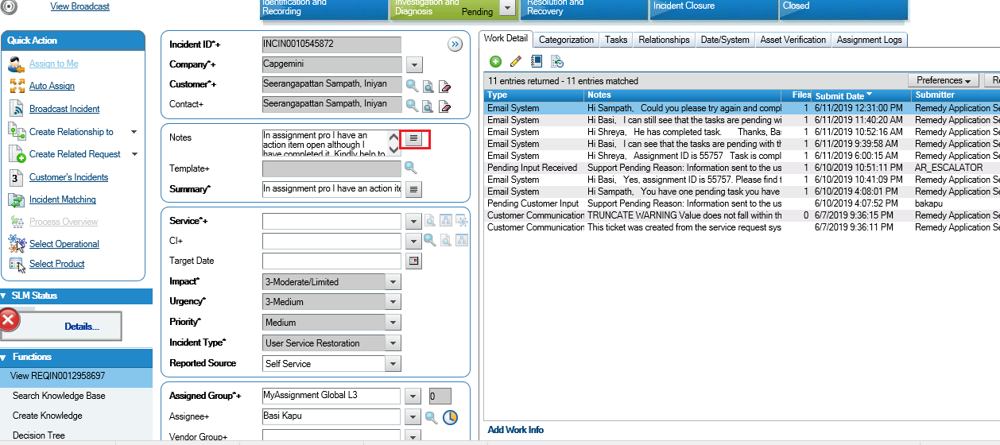 View Broadcast
Identification and
Recording
Investigation and
Diagnosis
Pending
Resolution and
Recovery
Incident Closure
Closed
Quick Action
Assign to Me
Auto Assign
Broadcast Incident
Create Relationship to
Create Related Request
3
Customer's Incidents
Incident Matching
Process Overview
Select Operational
Select Product
SLM Status
Details...
Functions
View REQIN0012958697
Search Knowledge Base
Create Knowledge
Decision Tree
Incident ID*+
INCIN0010545872
Company*+
Capgemini
Customer*+
Seerangapattan Sampath, Iniyan
Contact+
Seerangapattan Sampath, Iniyan
Notes
In assignment pro I have an
action item open although I
have completed it. Kindly help to
Template+
Summary*
In assignment pro I have an action ite
Service*+
CI+
Target Date
Impact*
3-Moderate/Limited
Urgency*
3-Medium
Priority*
Medium
Incident Type*
User Service Restoration
Reported Source
Self Service
Assigned Group*+
MyAssignment Global L3
0
Assignee+
Basi Kapu
Vendor Group+
Work Detail Categorization Tasks Relationships Date/System Asset Verification Assignment Logs
11 entries returned - 11 entries matched
Preferences
Re
Type Notes Files Submit Date Submitter
Email System Hi Sampath, Could you please try again and compl 1 6/11/2019 12:31:00 PM Remedy Application Se
Email System Hi Basi, I can still see that the tasks are pending wi 1 6/11/2019 11:40:20 AM Remedy Application Se
Email System Hi Shreya, He has completed task. Thanks, Bas 1 6/11/2019 10:52:16 AM Remedy Application Se
Email System Hi Basi, I can see that the tasks are pending with th 1 6/11/2019 9:39:58 AM Remedy Application Se
Email System Hi Shreya, Assignment ID is 55757 Task is compl 1 6/11/2019 6:00:15 AM Remedy Application Se
Pending Input Received Support Pending Reason: Information sent to the us 1 6/10/2019 10:51:11 PM AR_ESCALATOR
Email System Hi Basi, Yes, assignment ID is 55757. Please find t 1 6/10/2019 10:41:09 PM Remedy Application Se
Email System Hi Sampath, You have one pending task you have 1 6/10/2019 4:08:01 PM Remedy Application Se
Pending Customer Input Support Pending Reason: Information sent to the us 6/10/2019 4:07:52 PM bakapu
Customer Communication TRUNCATE WARNING Value does not fall within th 0 6/7/2019 9:36:15 PM Remedy Application Se
Customer Communication This ticket was created from the service request sys 6/7/2019 9:36:11 PM Remedy Application Se
Add Work Info